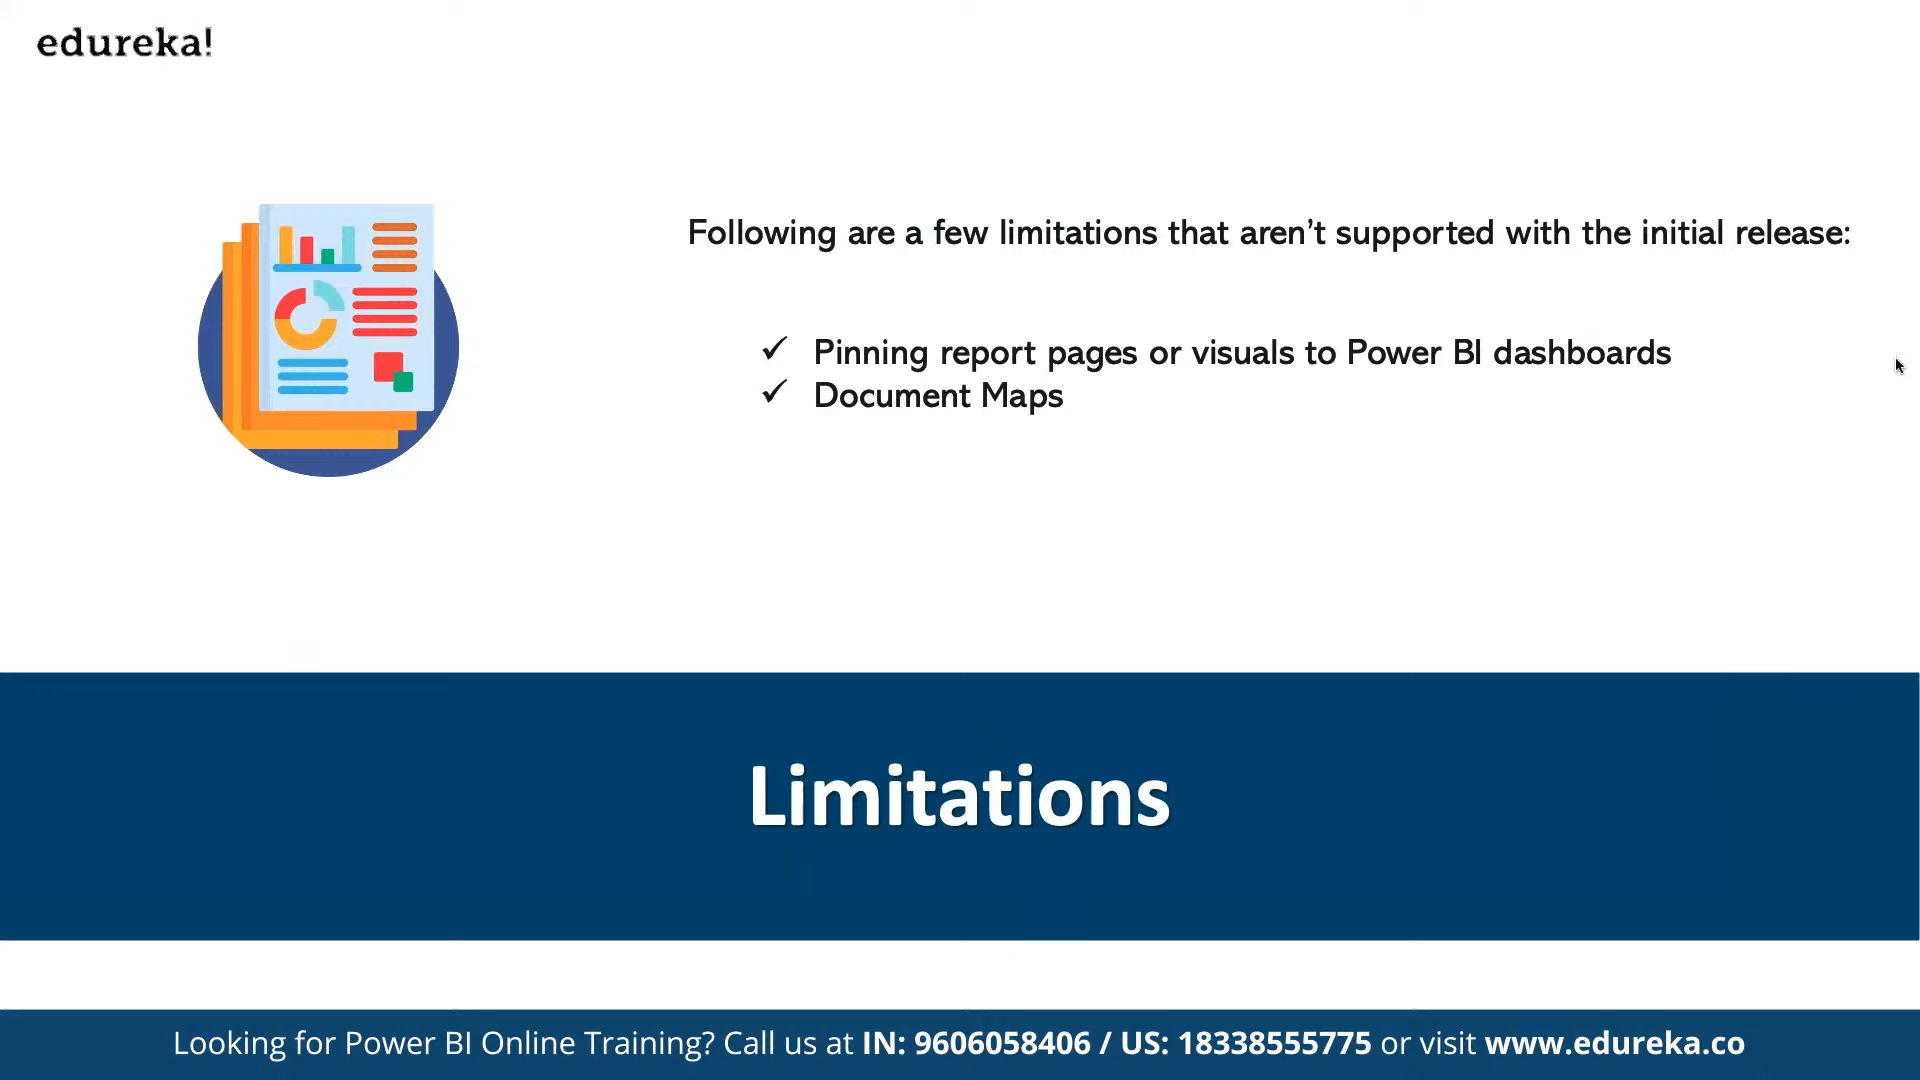 edureka!
Following are a few limitations that aren’t supported with the initial release:
✓ Pinning report pages or visuals to Power BI dashboards
✓ Document Maps
Limitations
Looking for Power BI Online Training? Call us at IN: 9606058406 / US: 18338555775 or visit www.edureka.co